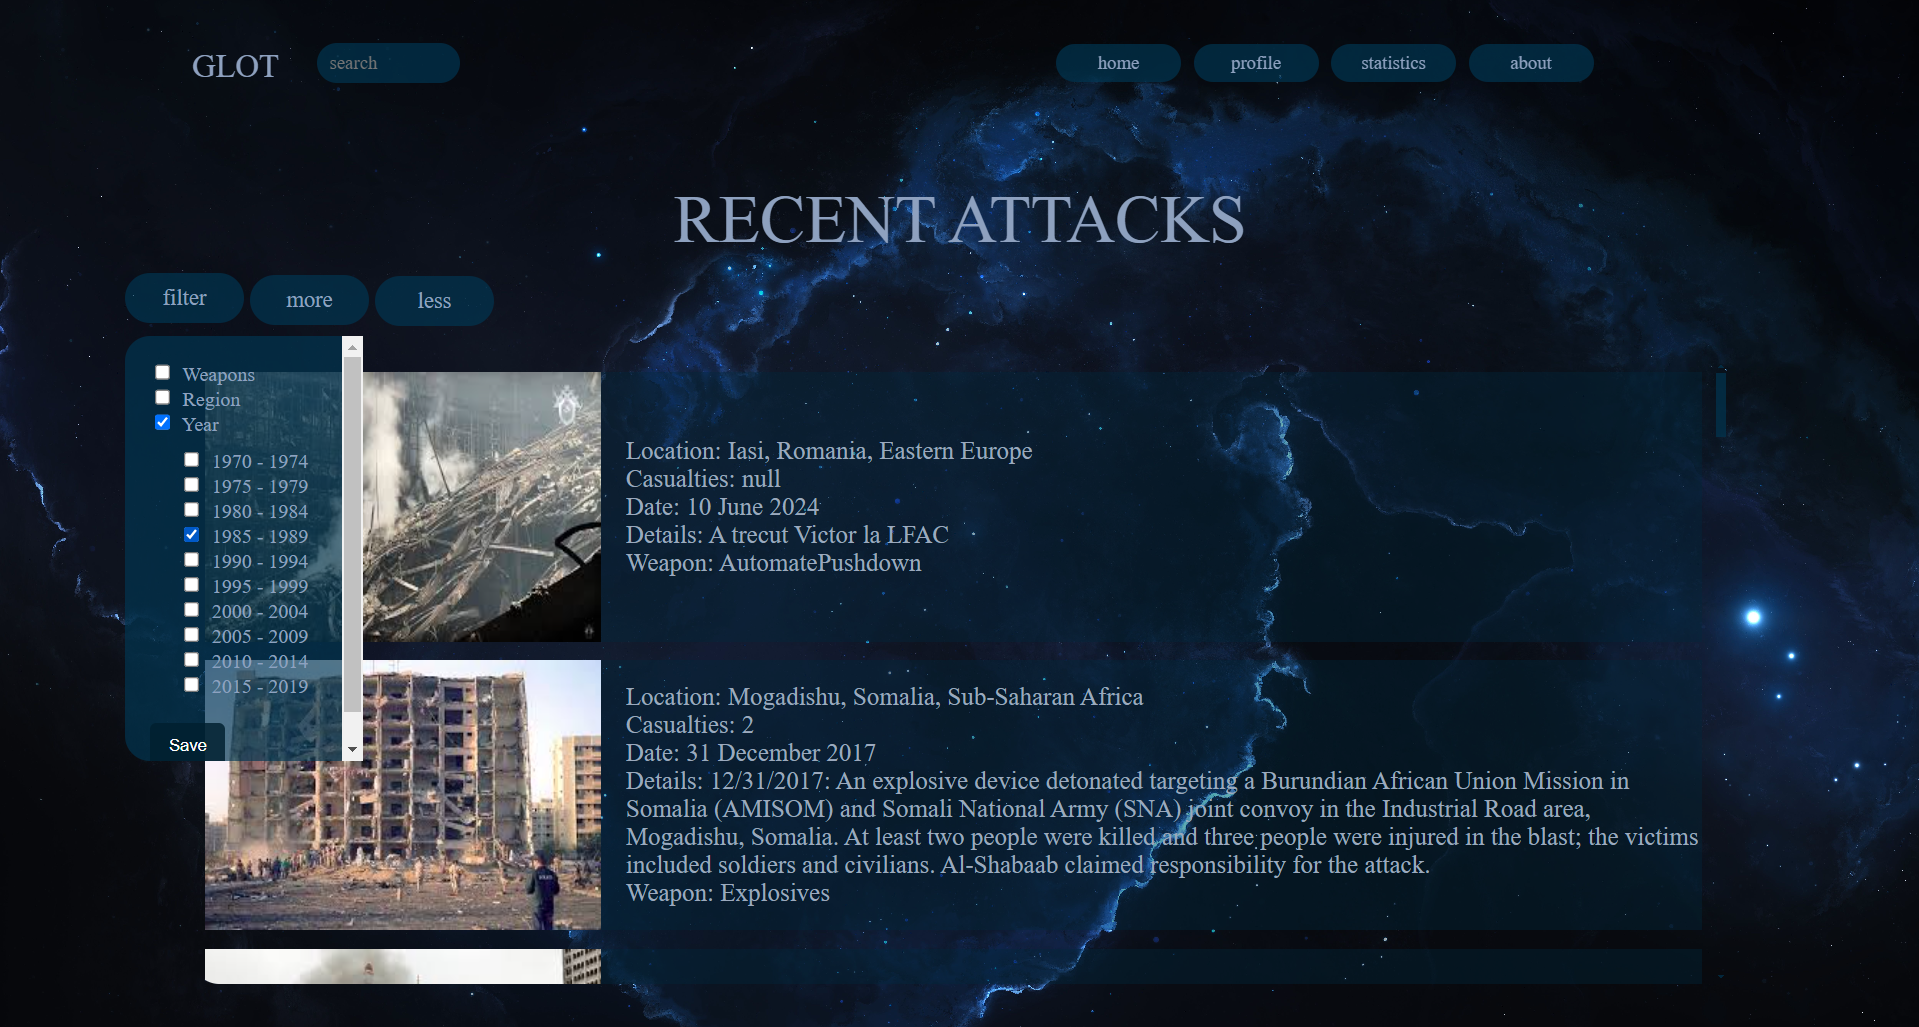 GLOT
search
home
profile
statistics
about
RECENT ATTACKS
filter
more
less
Weapons
Region
Year
1970 - 1974
1975 - 1979
1980 - 1984
1985 - 1989
1990 - 1994
1995 - 1999
2000 - 2004
2005 - 2009
2010 - 2014
2015 - 2019
Save
Location: Iasi, Romania, Eastern Europe
Casualties: null
Date: 10 June 2024
Details: A trecut Victor la LFAC
Weapon: AutomatePushdown
Location: Mogadishu, Somalia, Sub-Saharan Africa
Casualties: 2
Date: 31 December 2017
Details: 12/31/2017: An explosive device detonated targeting a Burundian African Union Mission in
Somalia (AMISOM) and Somali National Army (SNA) joint convoy in the Industrial Road area,
Mogadishu, Somalia. At least two people were killed and three people were injured in the blast; the victims
included soldiers and civilians. Al-Shabaab claimed responsibility for the attack.
Weapon: Explosives